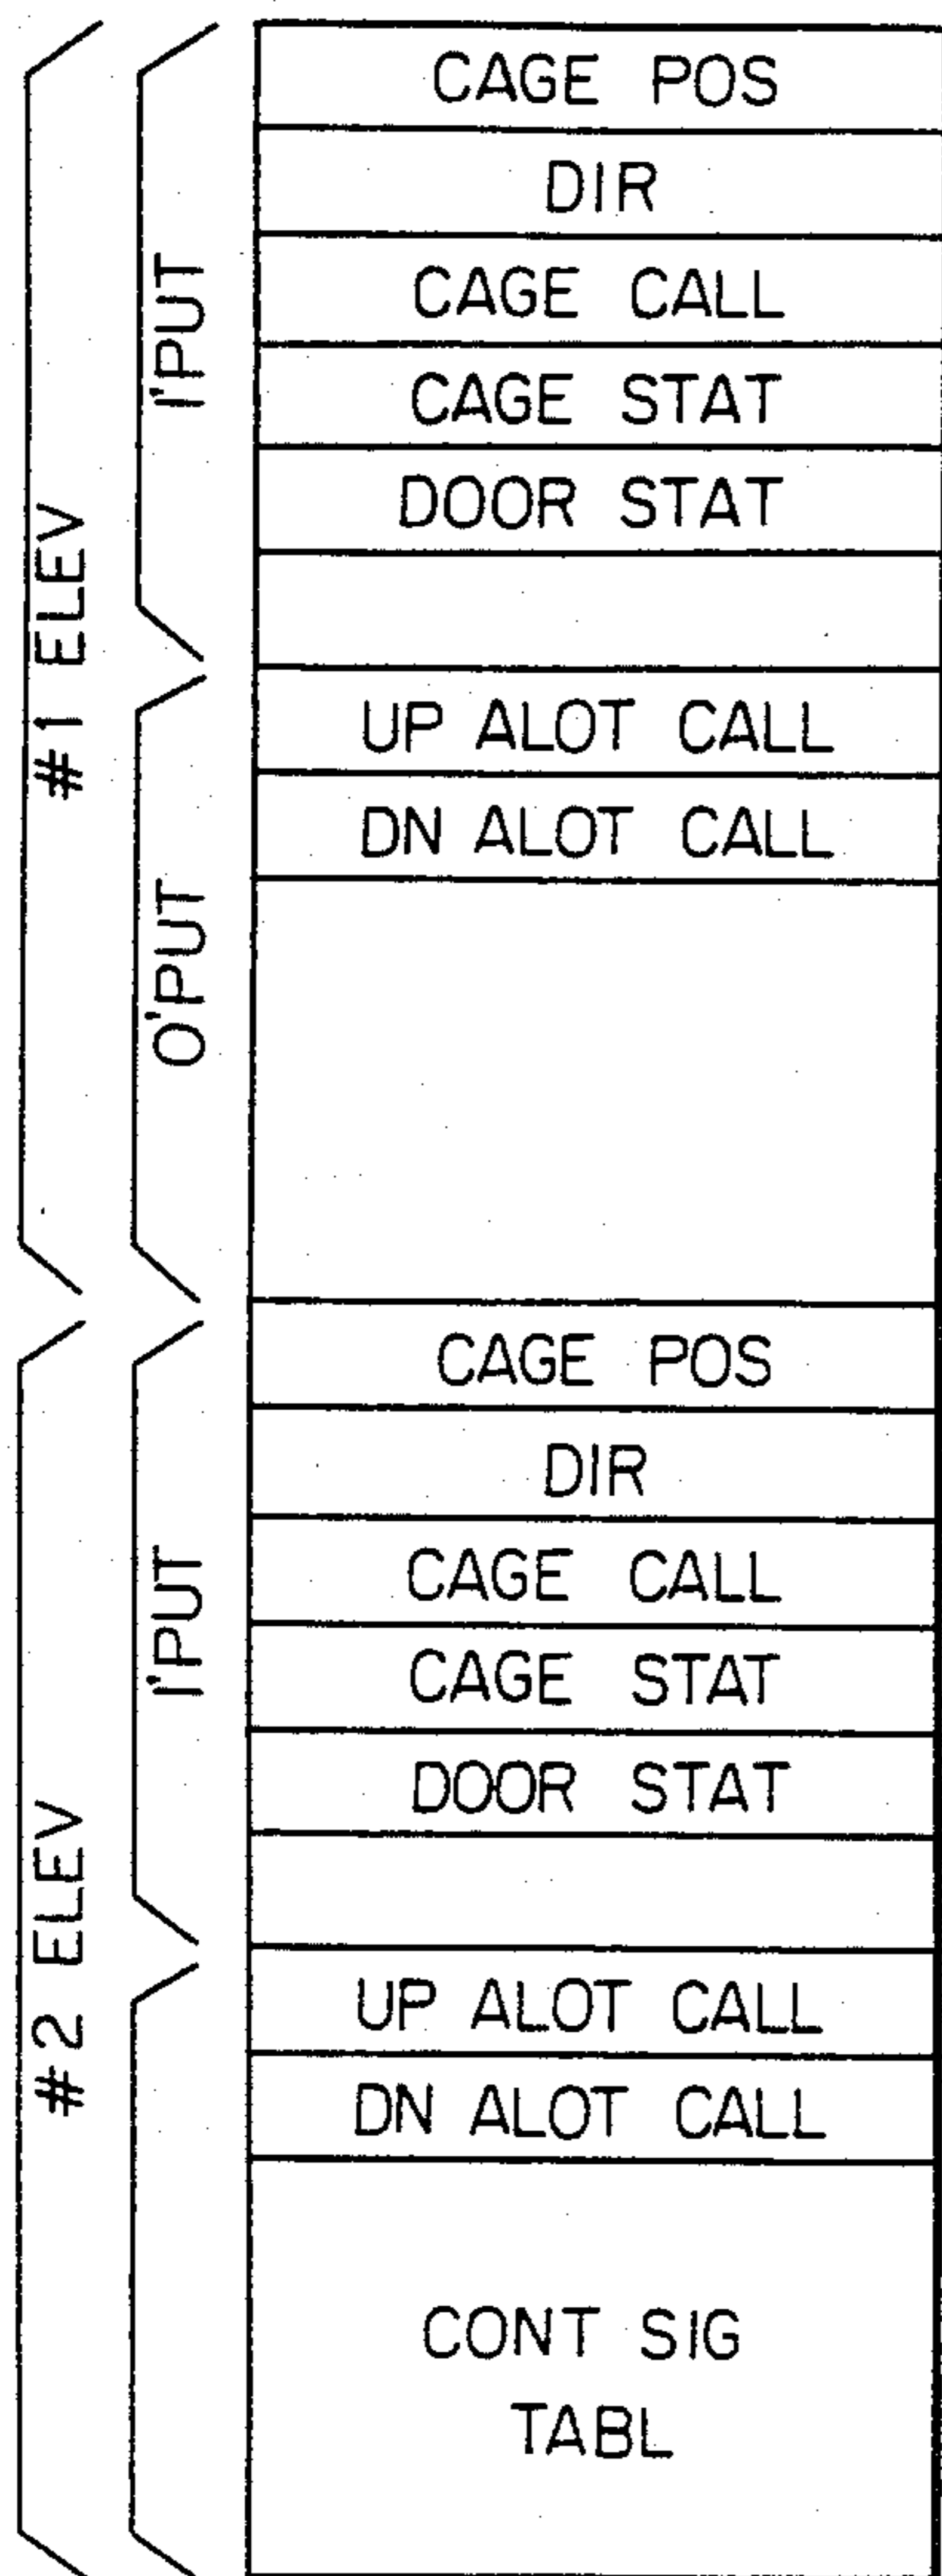 #1 ELEV
I'PUT
CAGE POS
DIR
CAGE CALL
CAGE STAT
DOOR STAT
O'PUT
UP ALOT CALL
DN ALOT CALL
#2 ELEV
I'PUT
CAGE POS
DIR
CAGE CALL
CAGE STAT
DOOR STAT
UP ALOT CALL
DN ALOT CALL
CONT SIG
TABL